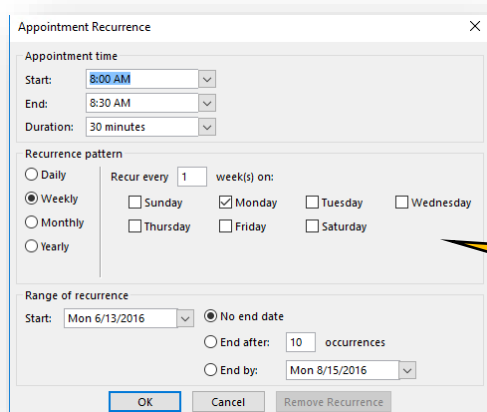 Appointment Recurrence
Appointment time
Start: 8:00 AM
End: 8:30 AM
Duration: 30 minutes
Recurrence pattern
Daily Recur every 1 week(s) on:
Weekly Sunday Monday Tuesday Wednesday
Monthly Thursday Friday Saturday
Yearly
Range of recurrence
Start: Mon 6/13/2016 No end date
End after: 10 occurrences
End by: Mon 8/15/2016
OK Cancel Remove Recurrence